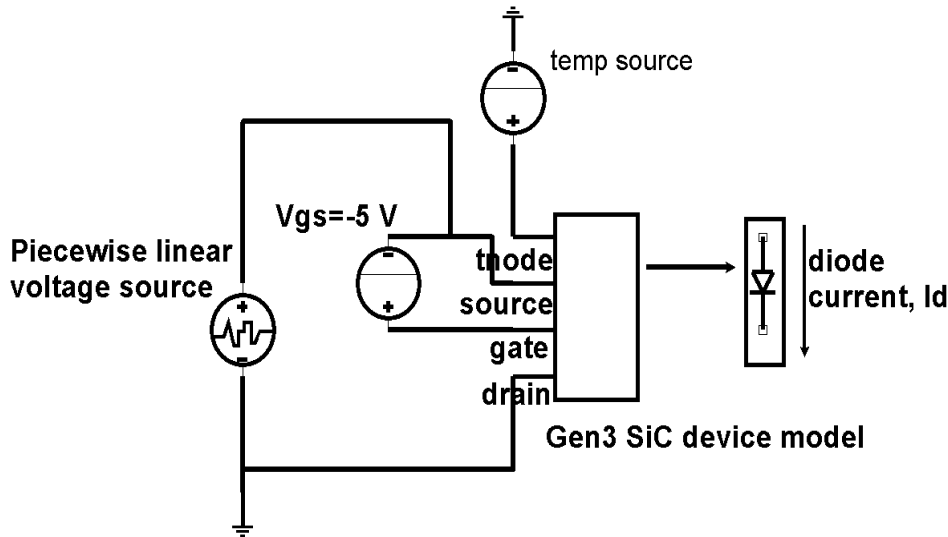 temp source
Vgs=-5 V
Piecewise linear
voltage source
tnode
source
gate
drain
diode
current, Id
Gen3 SiC device model